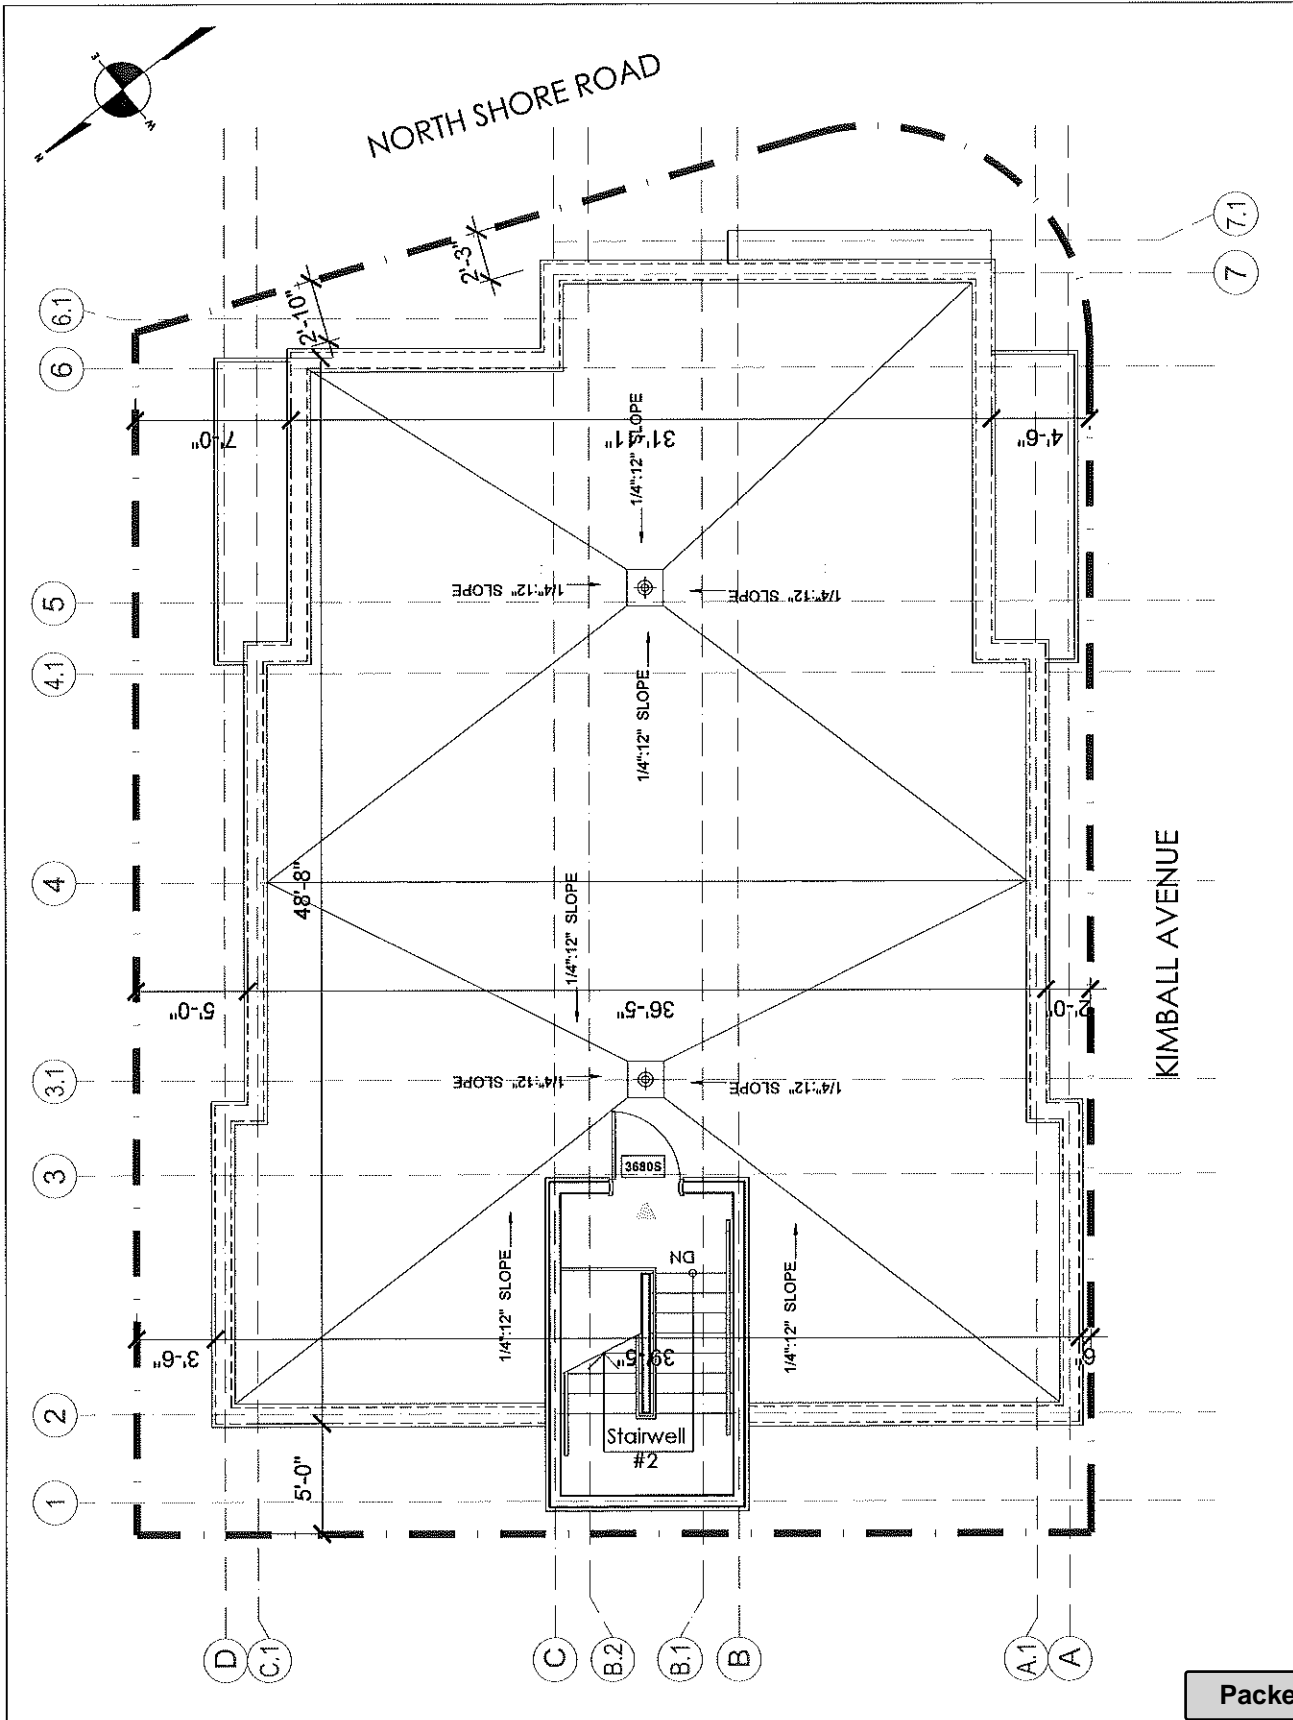 N
E
W
NORTH SHORE ROAD
6.1
6
5
4.1
4
3.1
3
2
1
7.1
7
2'-3"
2'-10"
7'-0"
31'-11"
4'-6"
1/4":12" SLOPE
1/4":12" SLOPE
1/4":12" SLOPE
1/4":12" SLOPE
48'-8"
1/4":12" SLOPE
5'-0"
36'-5"
2'-0"
1/4":12" SLOPE
1/4":12" SLOPE
KIMBALL AVENUE
3680S
DN
1/4":12" SLOPE
1/4":12" SLOPE
3'-6"
39'-5"
6"
Stairwell
#2
5'-0"
D
C.1
C
B.2
B.1
B
A.1
A
Packe